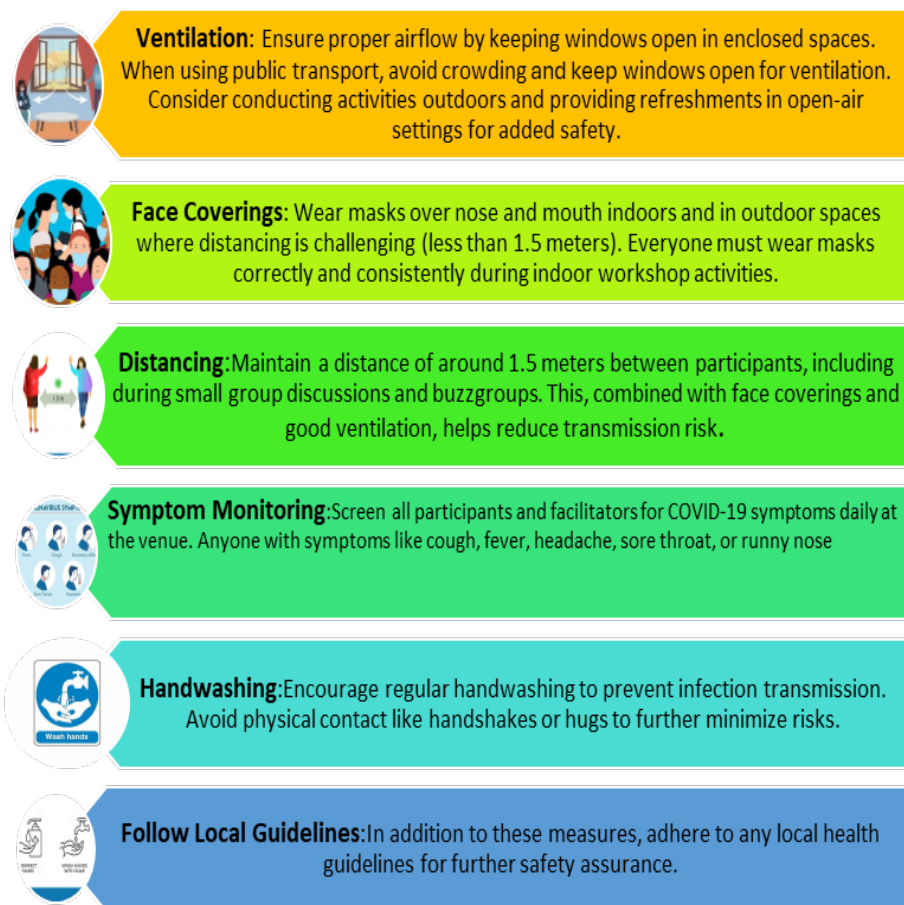 Ventilation: Ensure proper airflow by keeping windows open in enclosed spaces.
When using public transport, avoid crowding and keep windows open for ventilation.
Consider conducting activities outdoors and providing refreshments in open-air
settings for added safety.
Face Coverings: Wear masks over nose and mouth indoors and in outdoor spaces
where distancing is challenging (less than 1.5 meters). Everyone must wear masks
correctly and consistently during indoor workshop activities.
Distancing:Maintain a distance of around 1.5 meters between participants, including
during small group discussions and buzzgroups. This, combined with face coverings and
good ventilation, helps reduce transmission risk.
Symptom Monitoring:Screen all participants and facilitators for COVID-19 symptoms daily at
the venue. Anyone with symptoms like cough, fever, headache, sore throat, or runny nose
Wash hands
Handwashing:Encourage regular handwashing to prevent infection transmission.
Avoid physical contact like handshakes or hugs to further minimize risks.
Follow Local Guidelines:In addition to these measures, adhere to any local health
guidelines for further safety assurance.